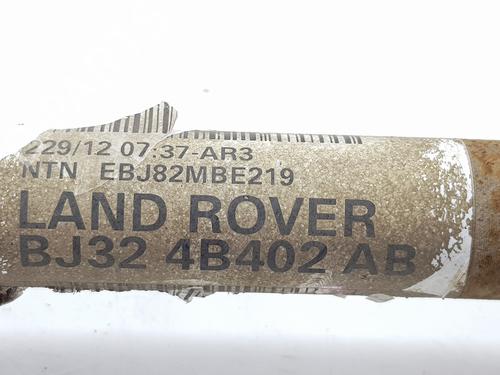 229/12 07:37-AR3
NTN EBJ82MBE219
LAND ROVER
BJ32 4B402 AB